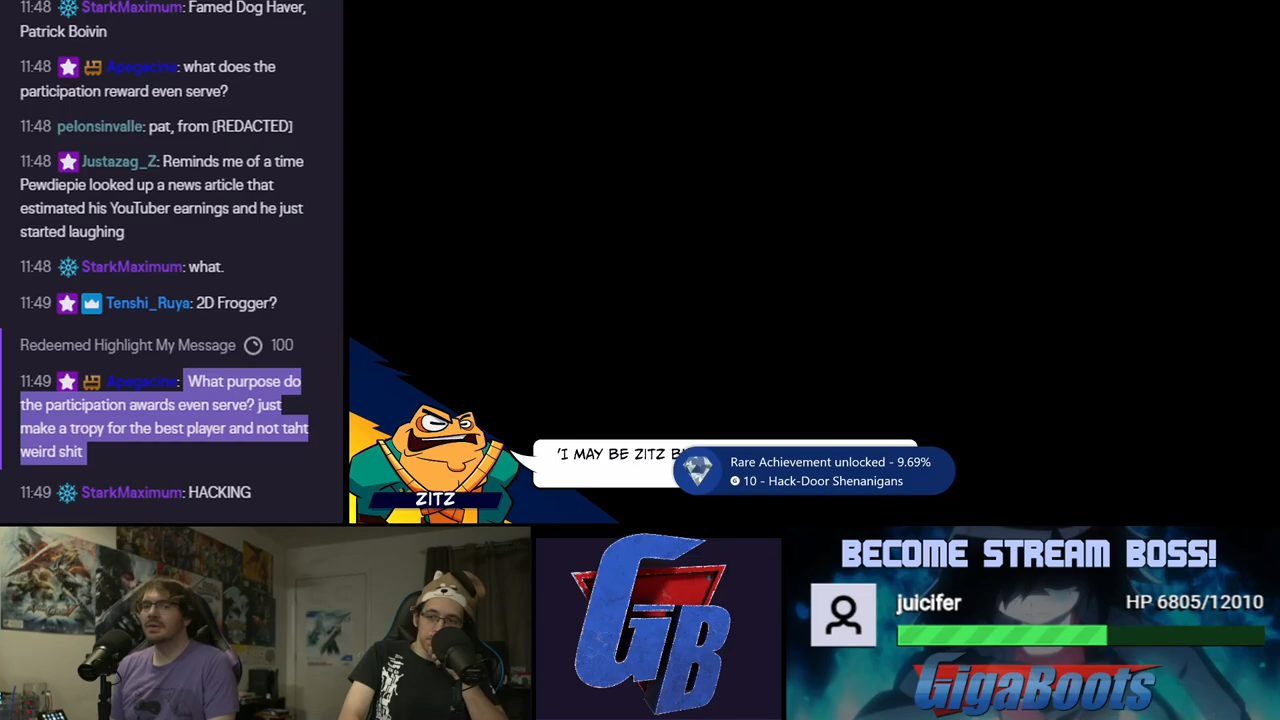 11:48 StarkMaximum: Famed Dog Haver,
Patrick Boivin
11:48 Apegacine: what does the
participation reward even serve?
11:48 pelonsinvalle: pat, from [REDACTED]
11:48 Justazag_Z: Reminds me of a time
Pewdiepie looked up a news article that
estimated his YouTuber earnings and he just
started laughing
11:48 StarkMaximum: what.
11:49 Tenshi_Ruya: 2D Frogger?
Redeemed Highlight My Message 100
11:49 Apegacine: What purpose do
the participation awards even serve? just
make a tropy for the best player and not taht
weird shit
11:49 StarkMaximum: HACKING
'I MAY BE ZITZ
ZITZ
Rare Achievement unlocked - 9.69%
G 10 - Hack-Door Shenanigans
GB
BECOME STREAM BOSS!
juicifer HP 6805/12010
GIGABOOTS